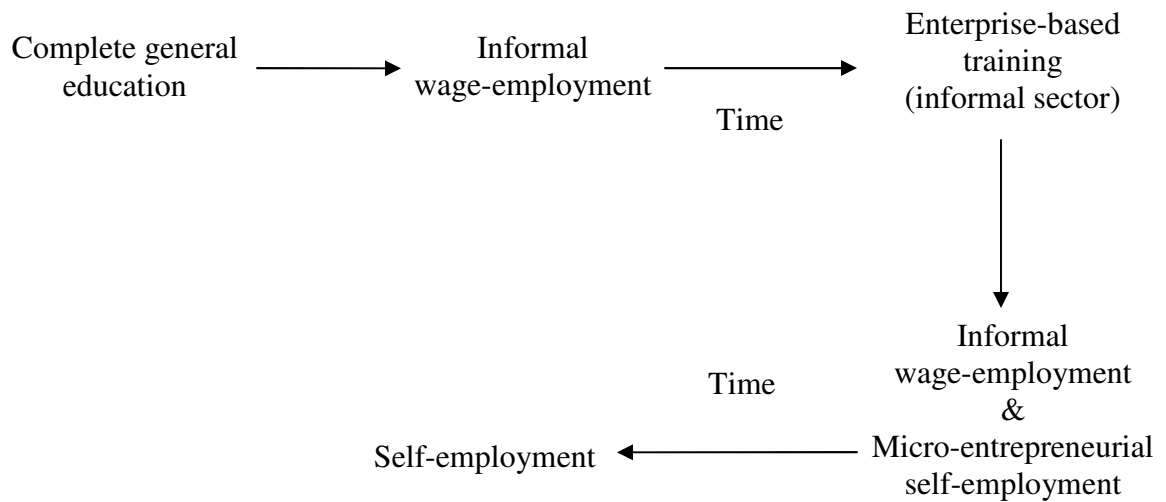 Complete general
education
Informal
wage-employment
Time
Enterprise-based
training
(informal sector)
Informal
wage-employment
&
Micro-entrepreneurial
self-employment
Time
Self-employment